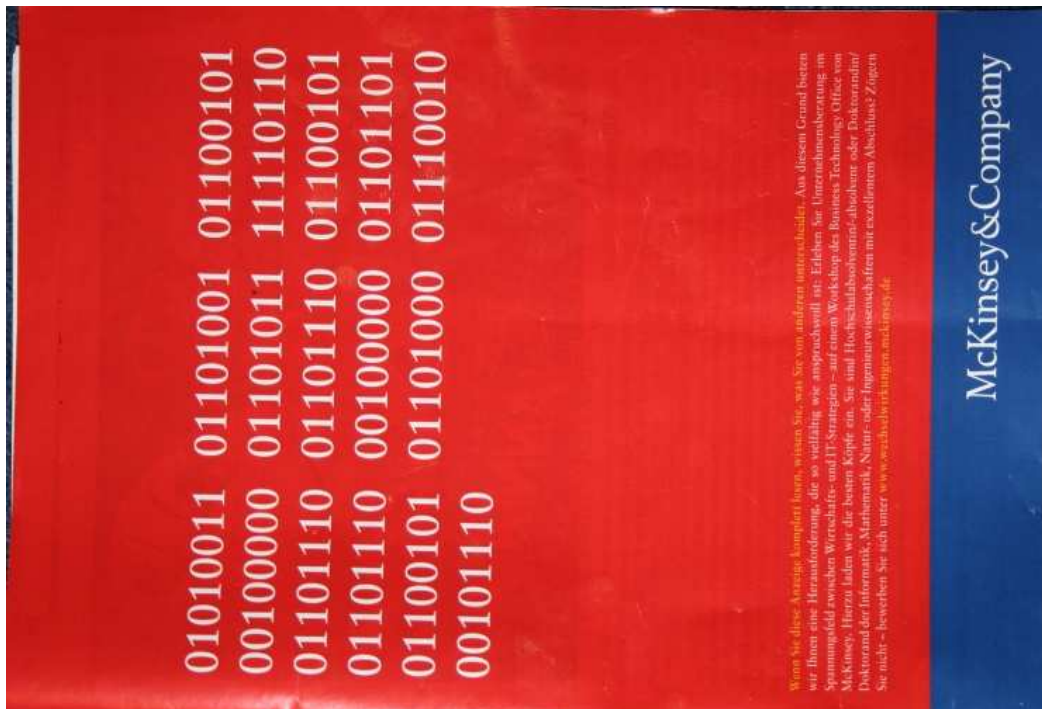 01010011 01101001 01100101
00100000 01101011 11110110
01101110 01101110 01100101
01101110 00100000 01101101
01100101 01101000 01110010
00101110
Wenn Sie diese Anzeige komplett lesen, wissen Sie, was Sie von anderen unterscheidet. Aus diesem Grund bieten
wir Ihnen eine Herausforderung, die so vielfältig wie anspruchsvoll ist: Erleben Sie Unternehmensberatung im
Spannungsfeld zwischen Wirtschafts- und IT-Strategien – auf einem Workshop des Business Technology Office von
McKinsey. Hierzu laden wir die besten Köpfe ein. Sie sind Hochschulabsolventin/-absolvent oder Doktorandin/
Doktorand der Informatik, Mathematik, Natur- oder Ingenieurwissenschaften mit exzellentem Abschluss? Zögern
Sie nicht – bewerben Sie sich unter www.wechselwirkungen.mckinsey.de
McKinsey&Company